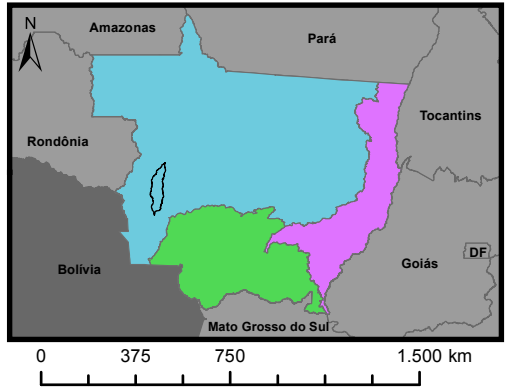 N
Amazonas
Pará
Tocantins
Rondônia
Bolívia
Goiás
DF
Mato Grosso do Sul
0 375 750 1.500 km